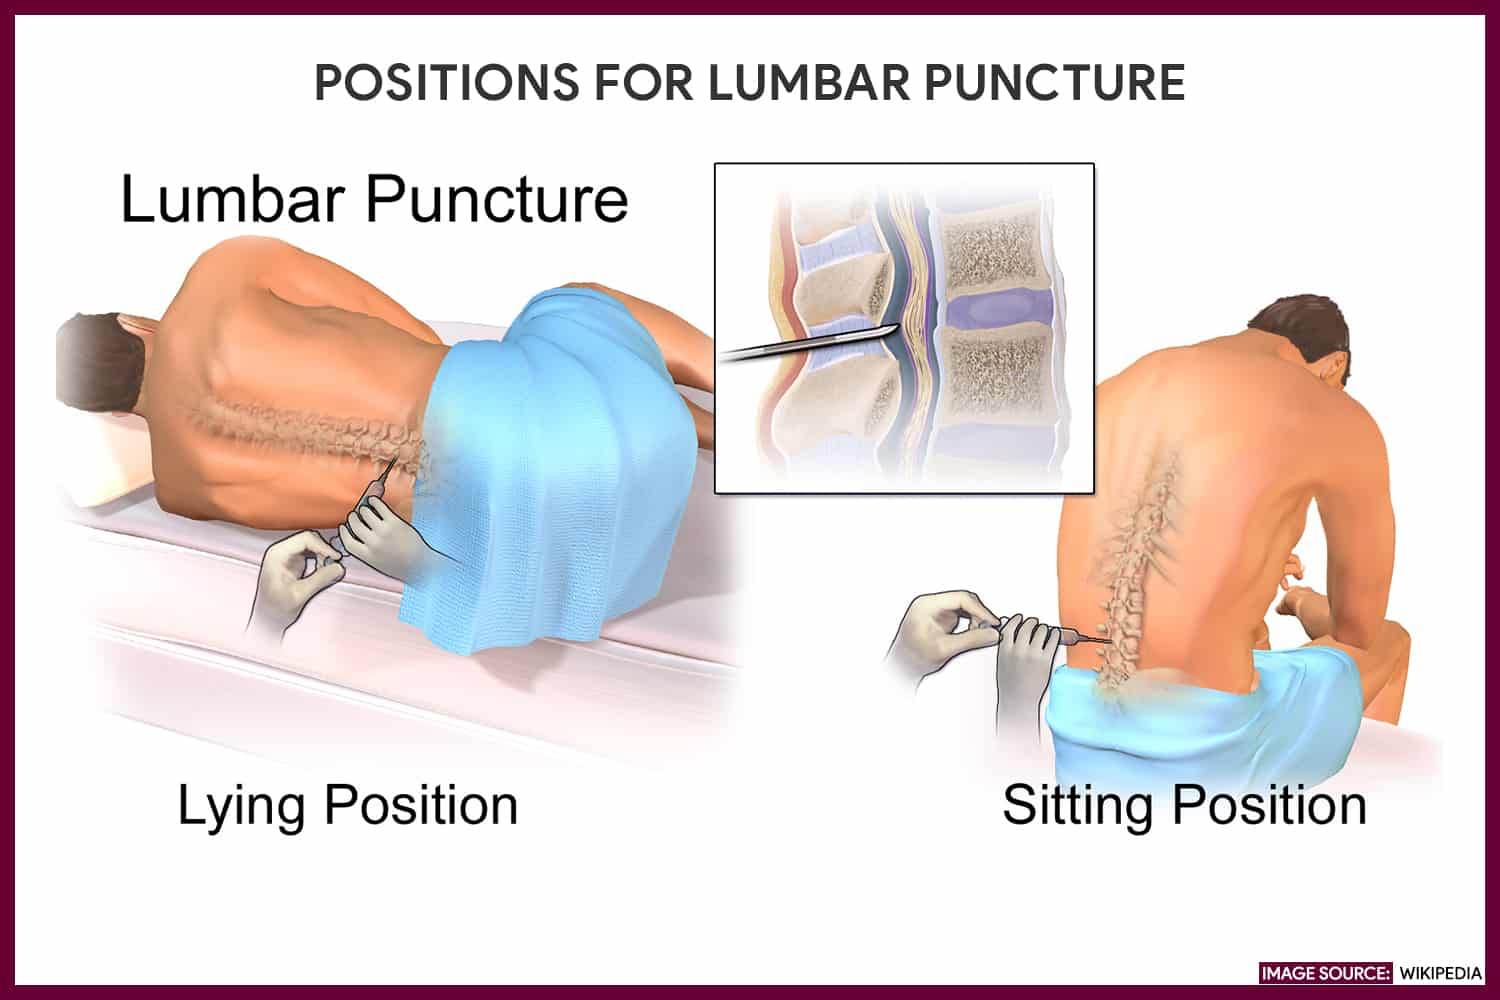 POSITIONS FOR LUMBAR PUNCTURE
Lumbar Puncture
Lying Position
Sitting Position
IMAGE SOURCE: WIKIPEDIA